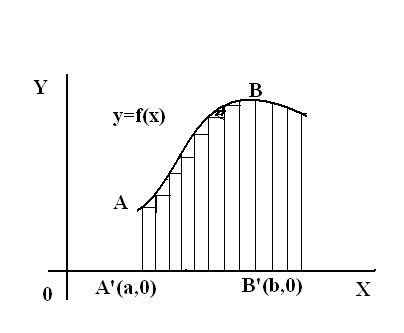 Y
B
y=f(x)
A
0
A'(a,0)
B'(b,0)
X